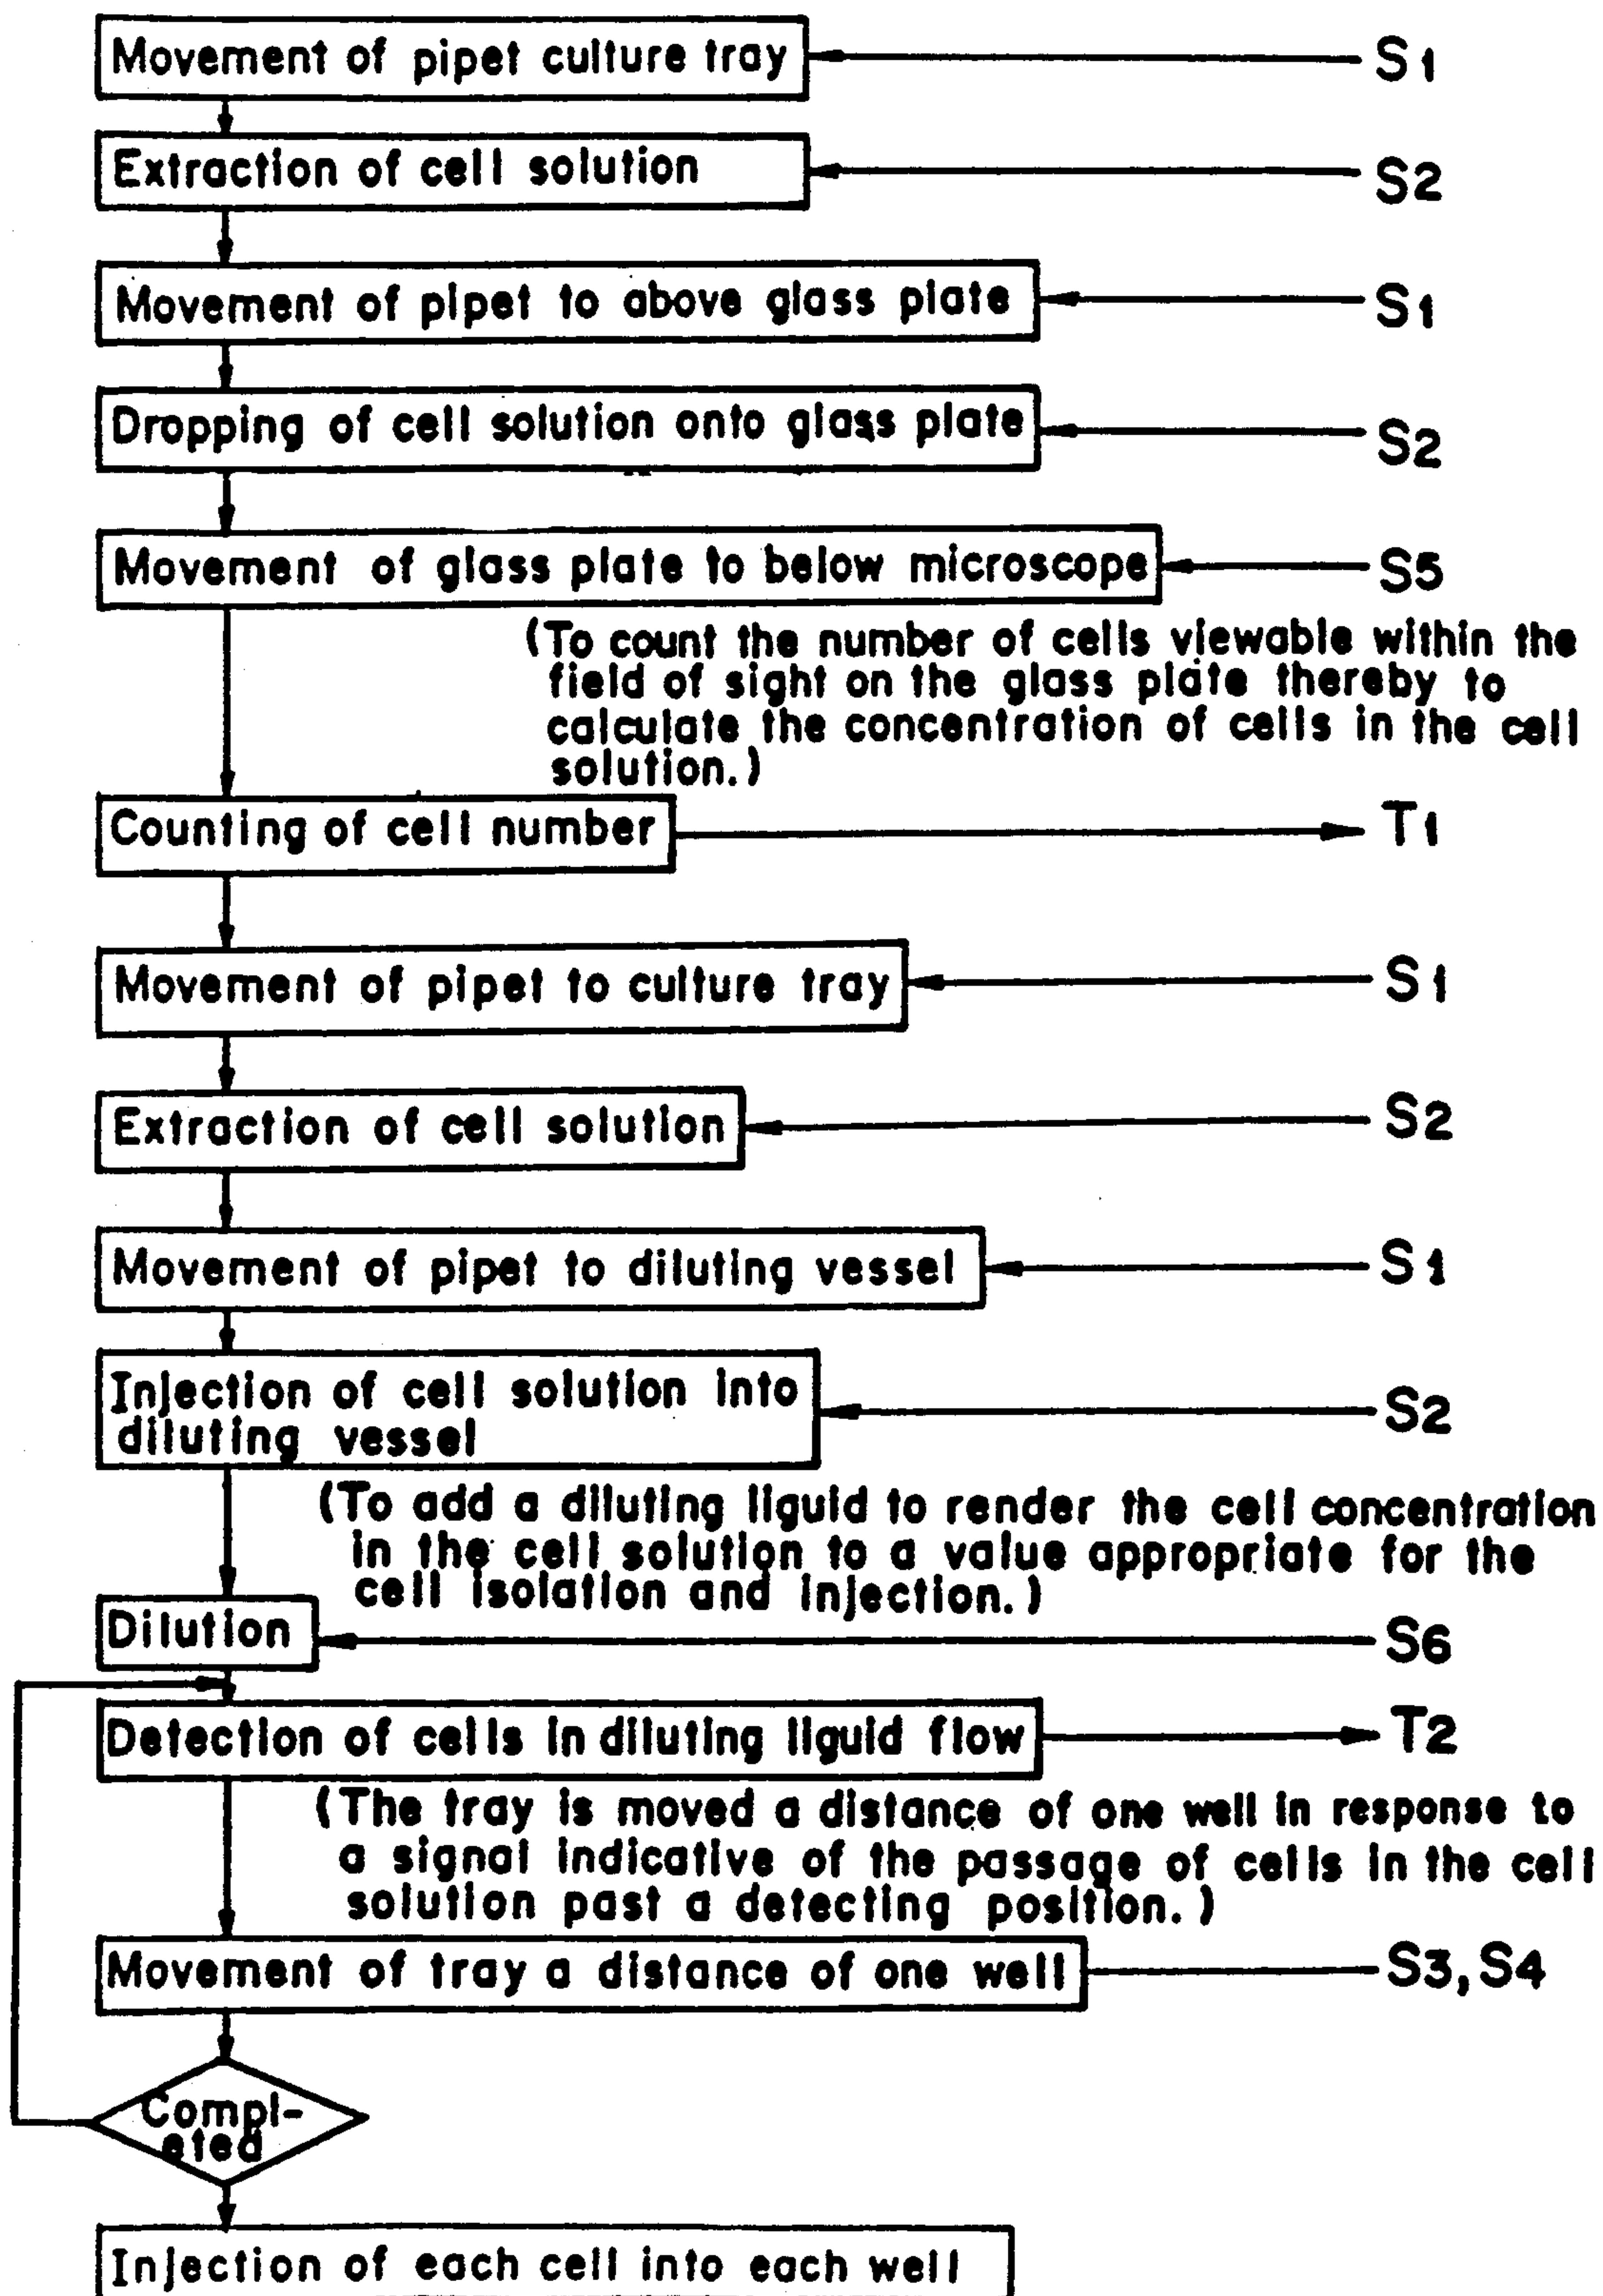 Movement of pipet culture tray
S1
Extraction of cell solution
S2
Movement of pipet to above glass plate
S1
Dropping of cell solution onto glass plate
S2
Movement of glass plate to below microscope
S5
(To count the number of cells viewable within the
field of sight on the glass plate thereby to
calculate the concentration of cells in the cell
solution.)
Counting of cell number
T1
Movement of pipet to culture tray
S1
Extraction of cell solution
S2
Movement of pipet to diluting vessel
S1
Injection of cell solution into
diluting vessel
S2
(To add a diluting liguid to render the cell concentration
in the cell solution to a value appropriate for the
cell isolation and injection.)
Dilution
S6
Detection of cells in diluting liguid flow
T2
(The tray is moved a distance of one well in response to
a signal indicative of the passage of cells in the cell
solution past a detecting position.)
Movement of tray a distance of one well
S3, S4
Compl-
eted
Injection of each cell into each well